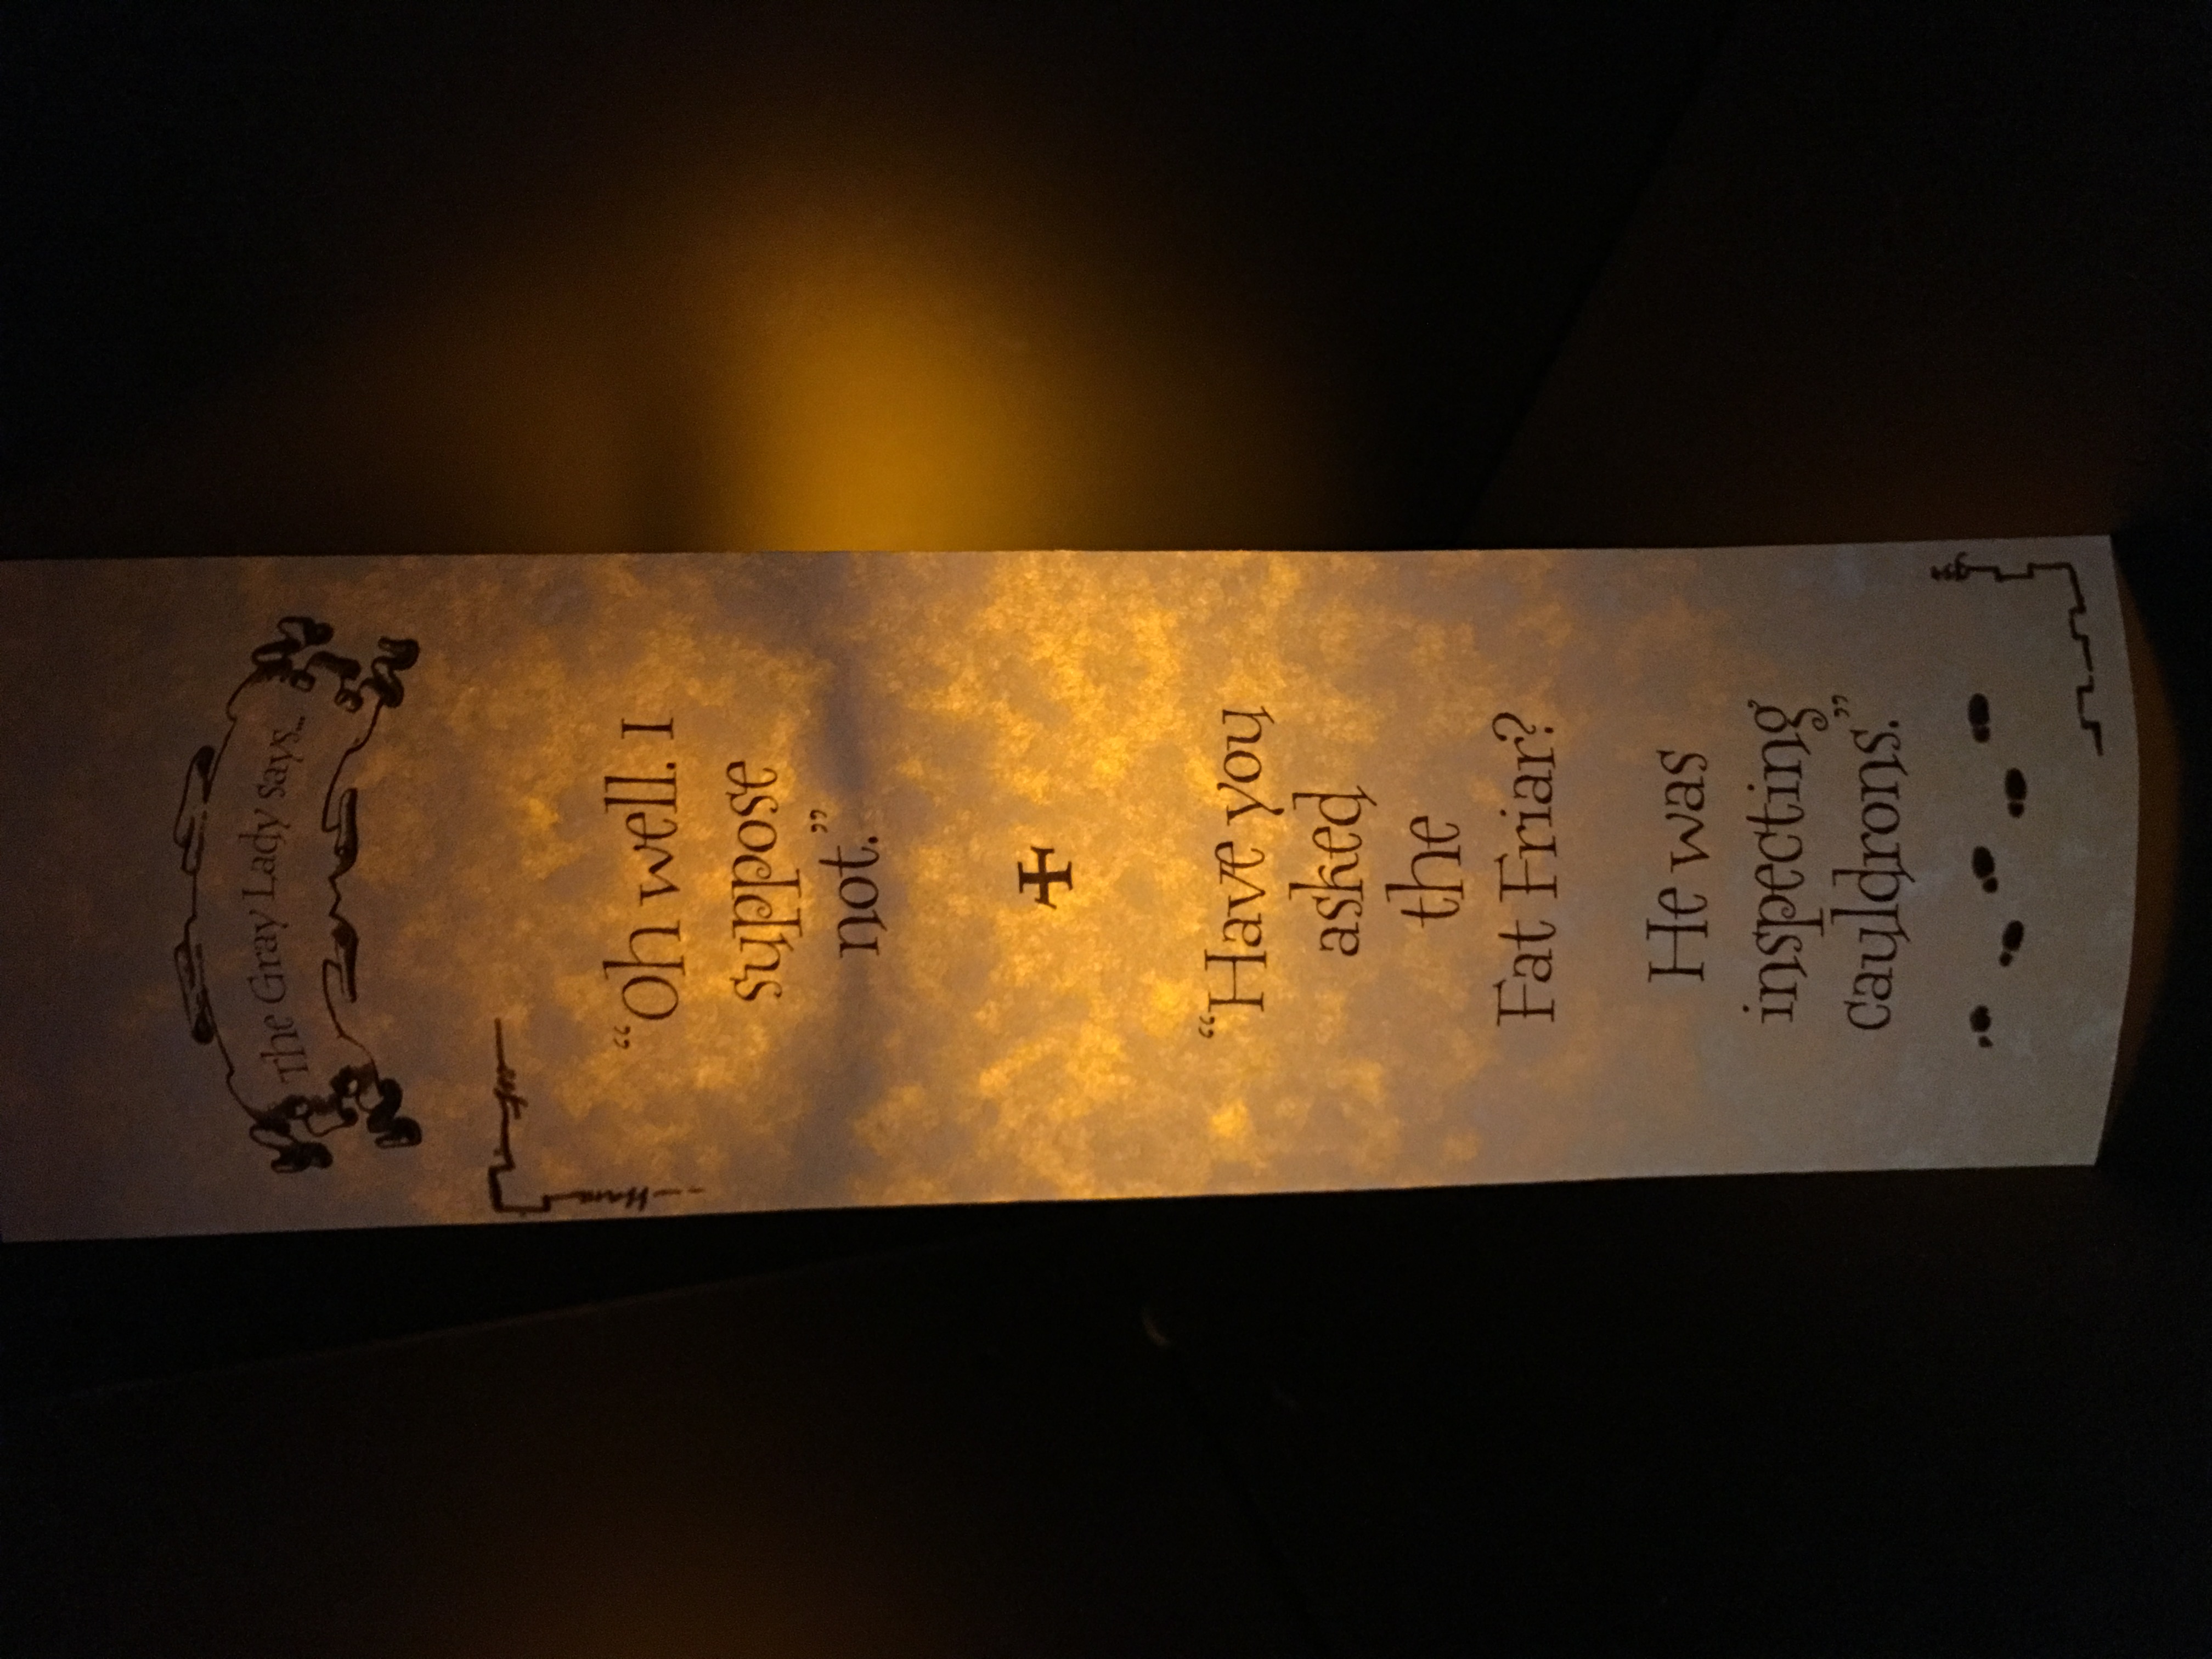 The Gray Lady Says...
“Oh well. I
suppose
not.”
“Have you
asked
the
Fat Friar?
He was
inspecting
cauldrons.”